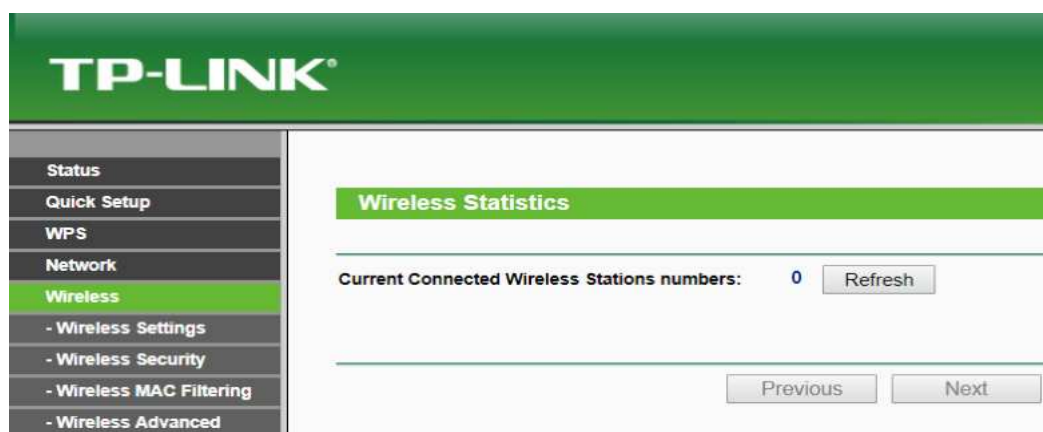 TP-LINK®
Status
Quick Setup
WPS
Network
Wireless
- Wireless Settings
- Wireless Security
- Wireless MAC Filtering
- Wireless Advanced
Wireless Statistics
Current Connected Wireless Stations numbers: 0 Refresh
Previous Next